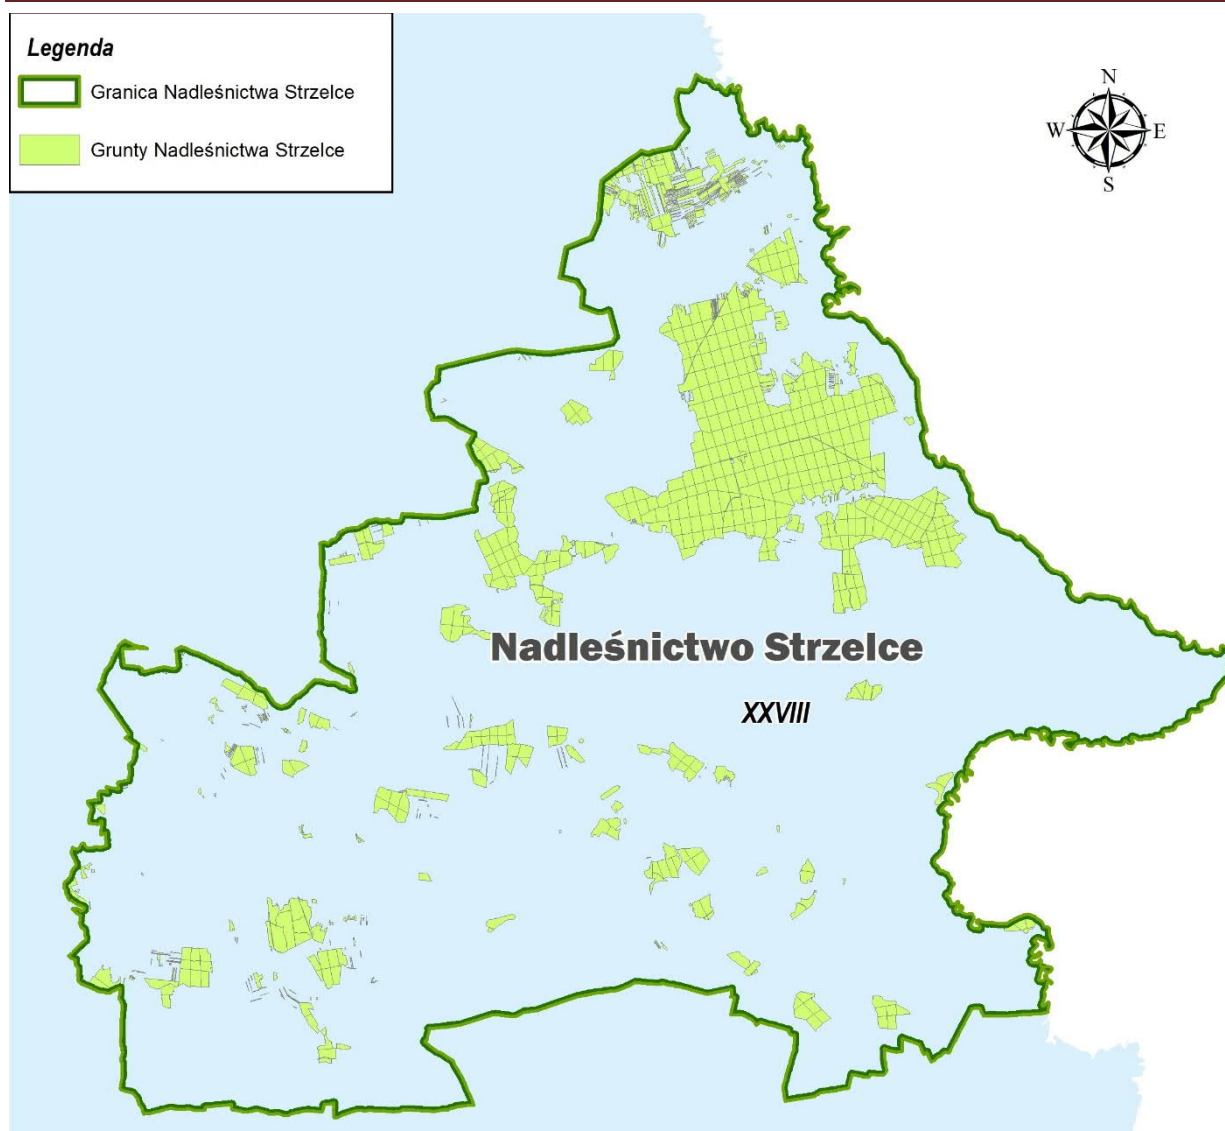 Legenda
Granica Nadleśnictwa Strzelce
Grunty Nadleśnictwa Strzelce
N
W E
S
Nadleśnictwo Strzelce
XXVIII